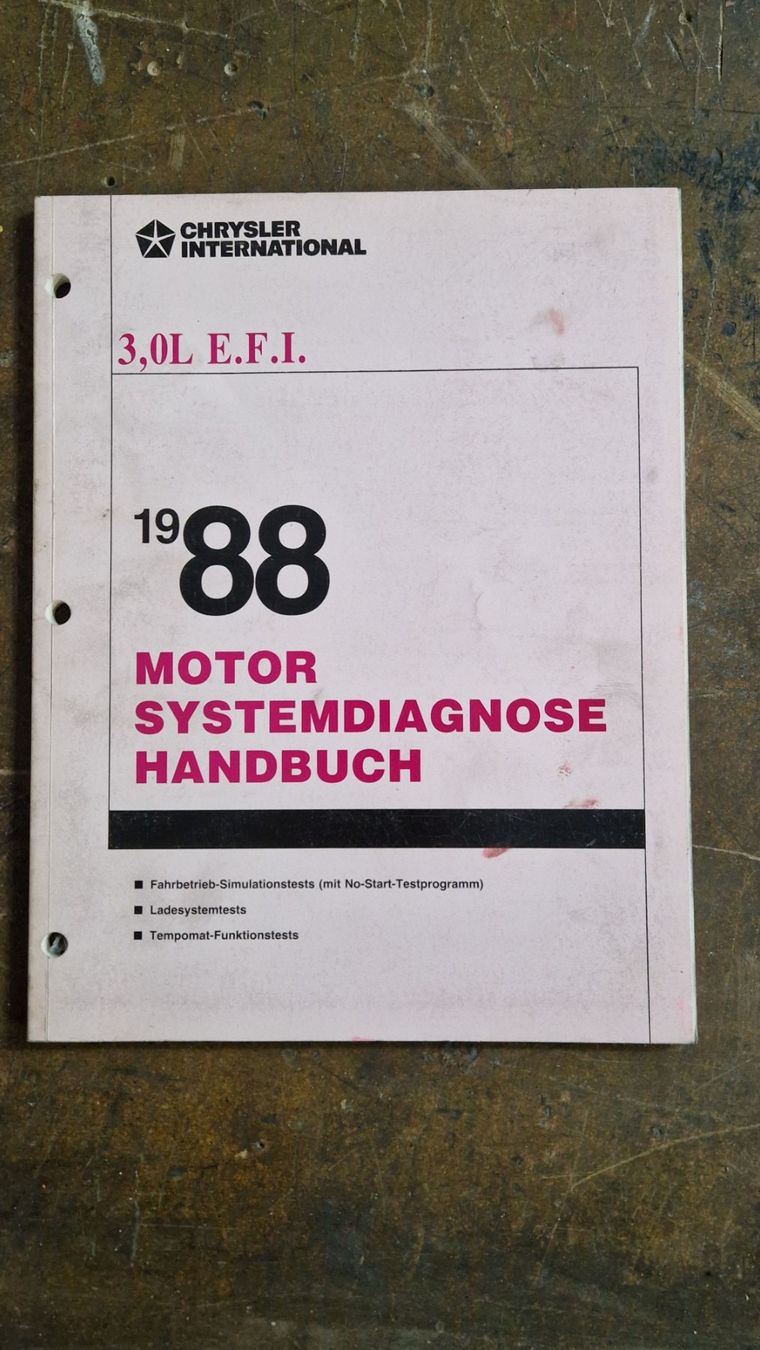 CHRYSLER
INTERNATIONAL
3,0L E.F.I.
1988
MOTOR
SYSTEMDIAGNOSE
HANDBUCH
■ Fahrbetrieb-Simulationstests (mit No-Start-Testprogramm)
■ Ladesystemtests
■ Tempomat-Funktionstests